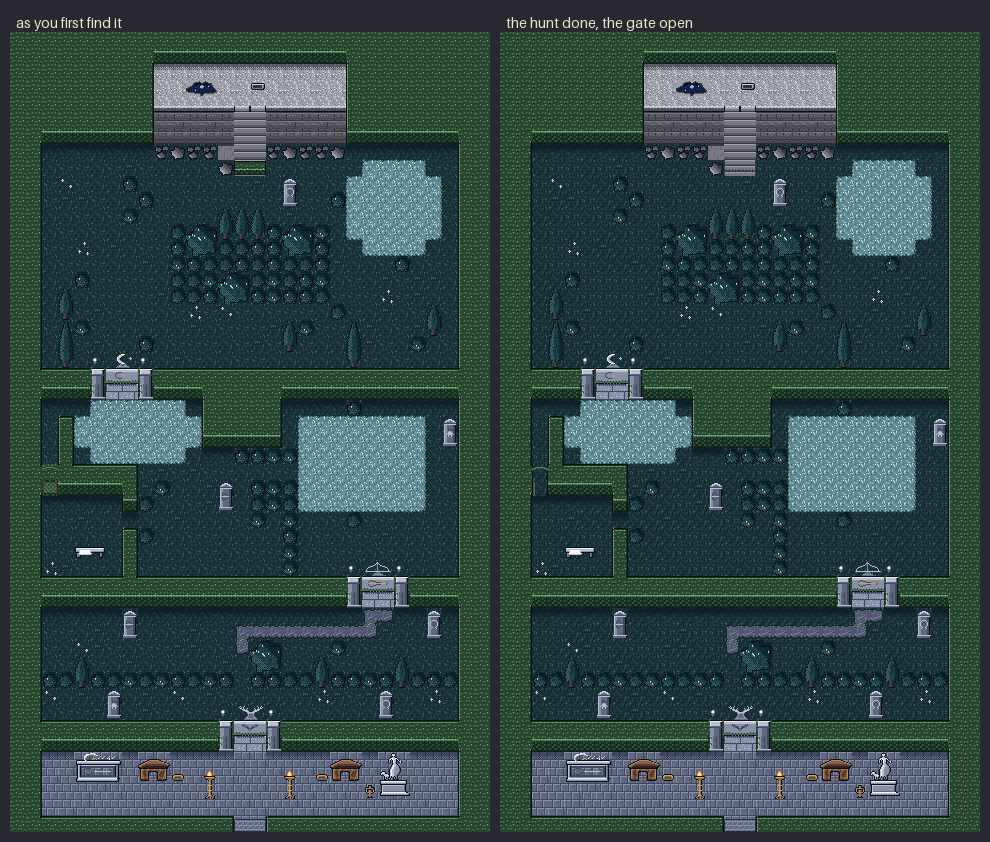 as you first find it
the hunt done, the gate open